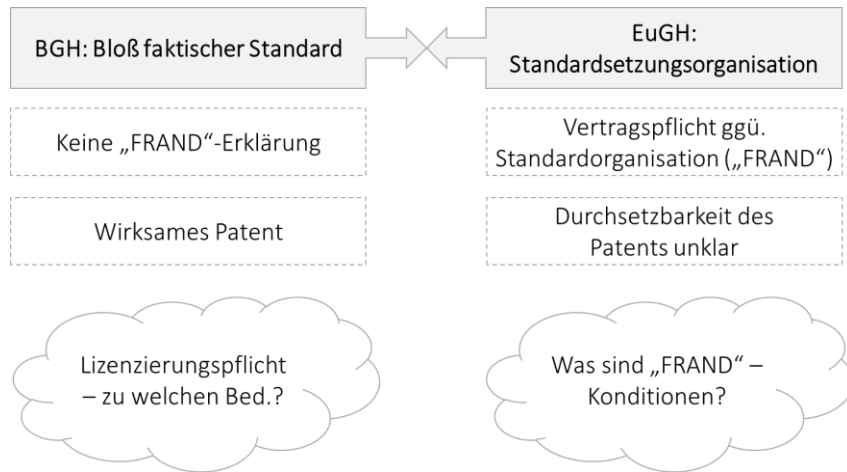 BGH: Bloß faktischer Standard
EuGH:
Standardsetzungsorganisation
Keine „FRAND“-Erklärung
Vertragspflicht ggü.
Standardorganisation („FRAND“)
Wirksames Patent
Durchsetzbarkeit des
Patents unklar
Lizenzierungspflicht
– zu welchen Bed.?
Was sind „FRAND“ –
Konditionen?